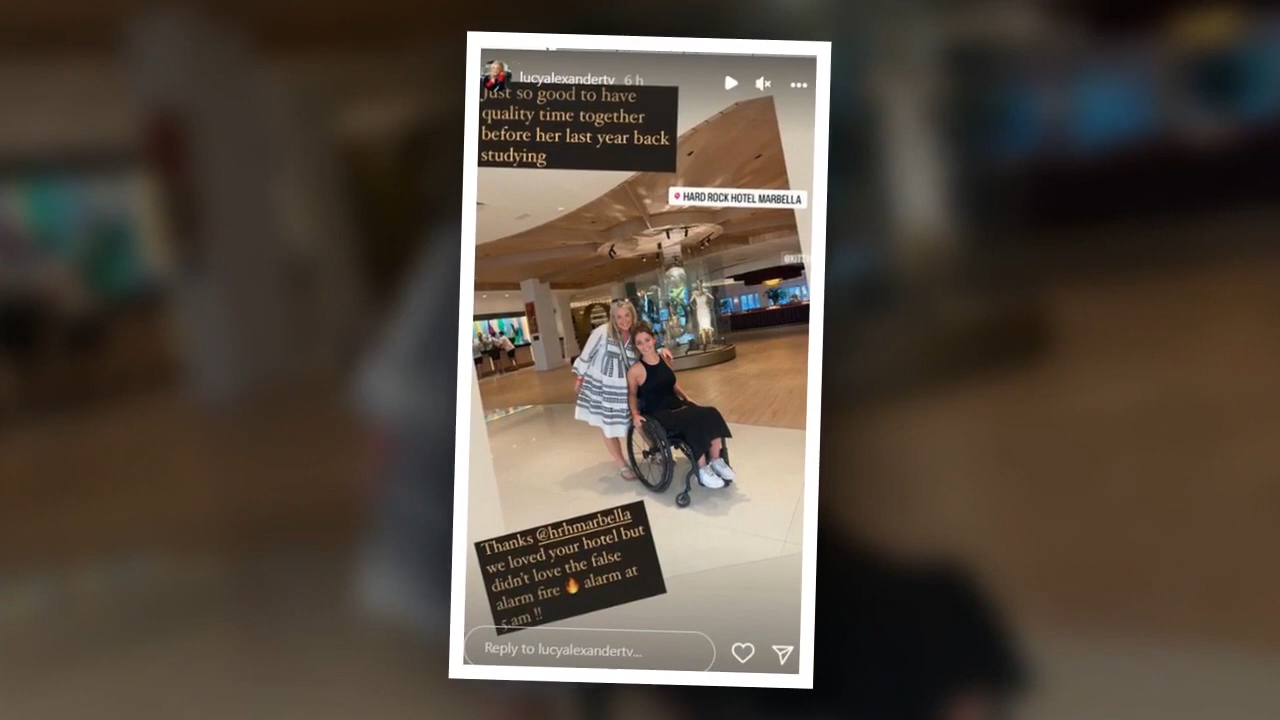 lucyalexandertv 6 h
Just so good to have
quality time together
before her last year back
studying
HARD ROCK HOTEL MARBELLA
Thanks @hrhmarbella
we loved your hotel but
didn't love the false
alarm fire 🔥 alarm at
5.am !!
Reply to lucyalexandertv...